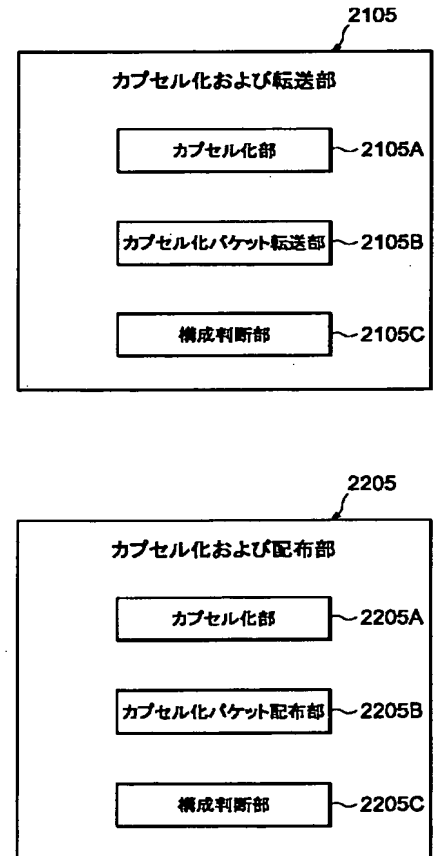 2105
カプセル化および転送部
カプセル化部 2105A
カプセル化パケット転送部 2105B
構成判断部 2105C
2205
カプセル化および配布部
カプセル化部 2205A
カプセル化パケット配布部 2205B
構成判断部 2205C